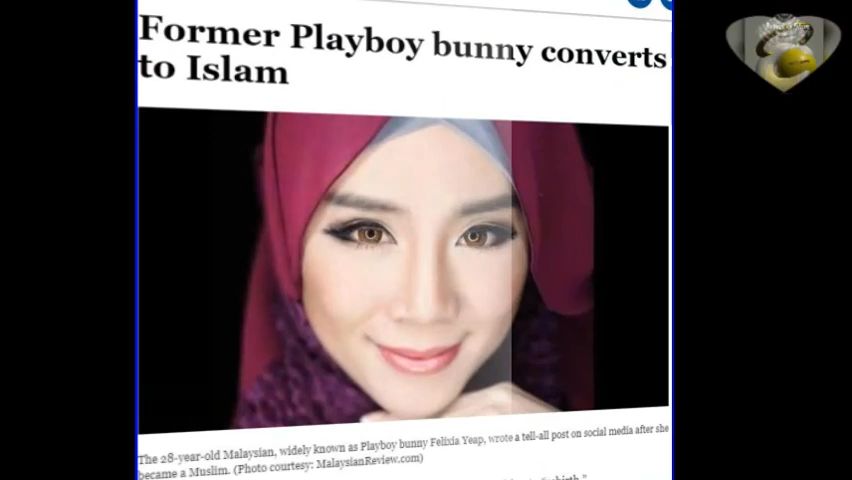 Former Playboy bunny converts
to Islam
The 28-year-old Malaysian, widely known as Playboy bunny Felixia Yeap, wrote a tell-all post on social media after she
became a Muslim. (Photo courtesy: MalaysianReview.com)